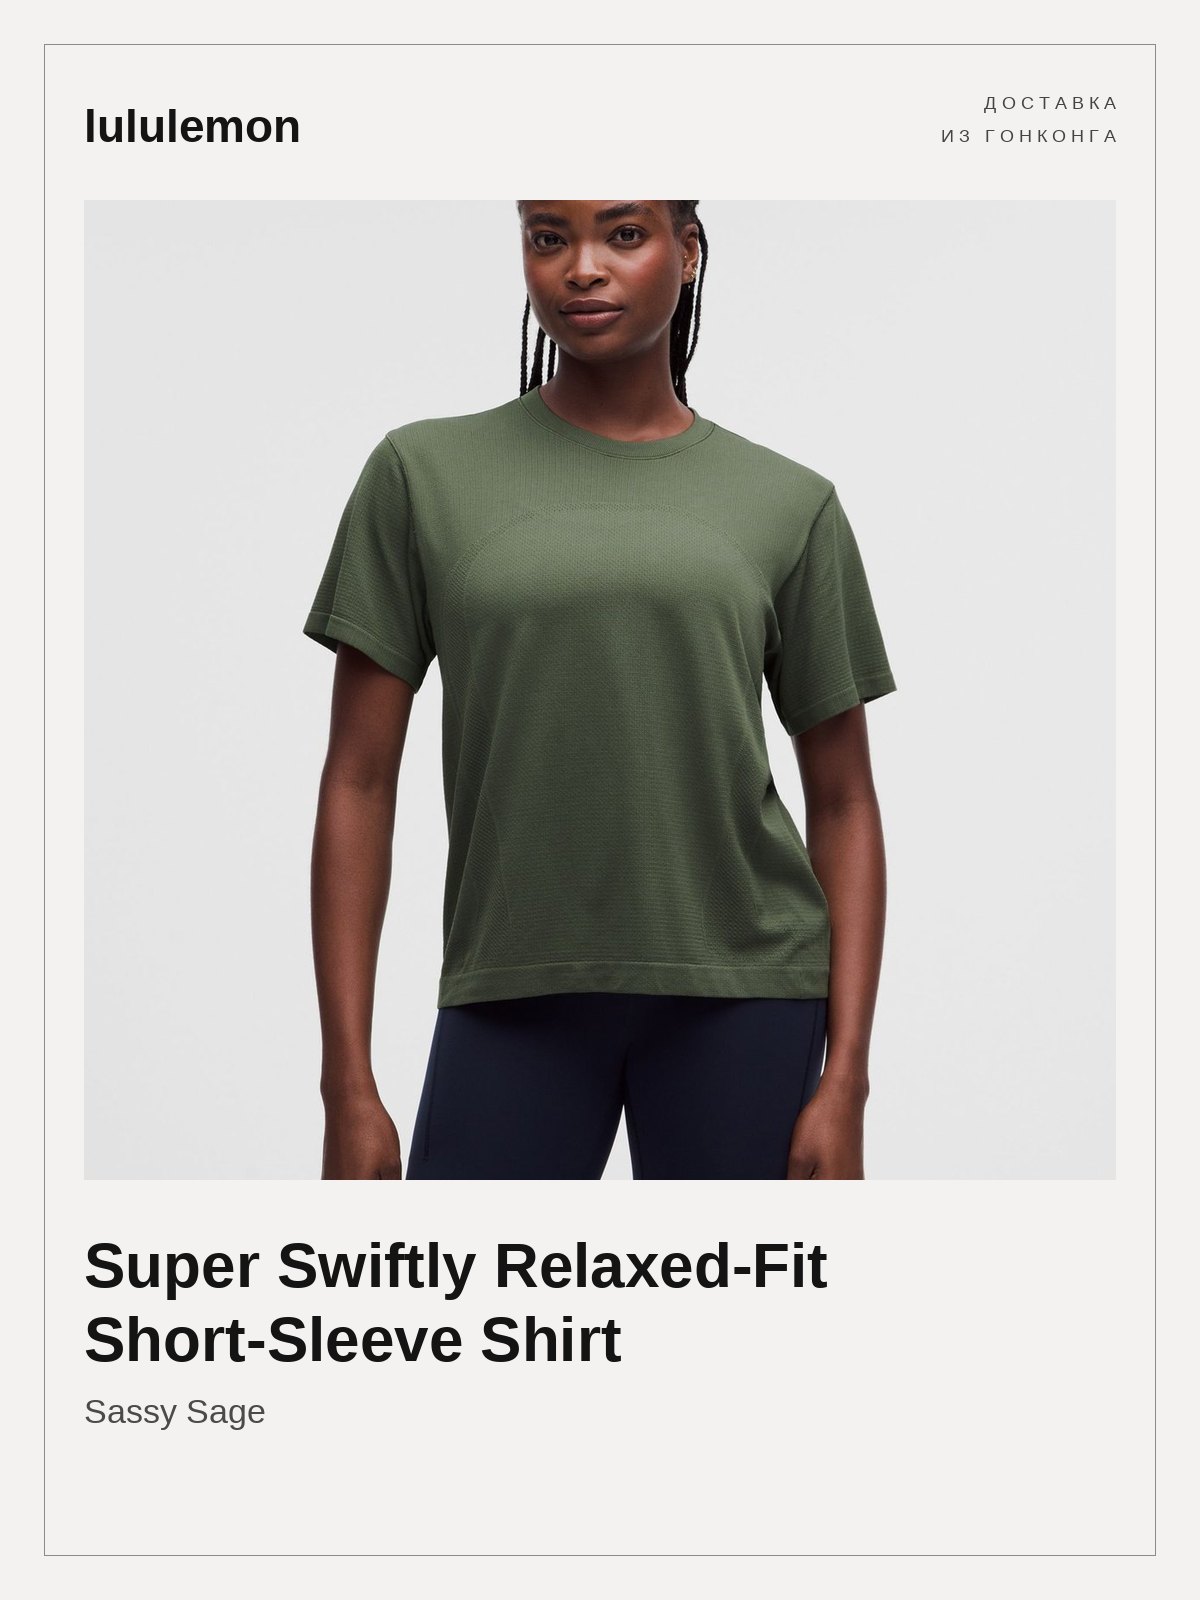 lululemon
ДОСТАВКА
ИЗ ГОНКОНГА
Super Swiftly Relaxed-Fit
Short-Sleeve Shirt
Sassy Sage